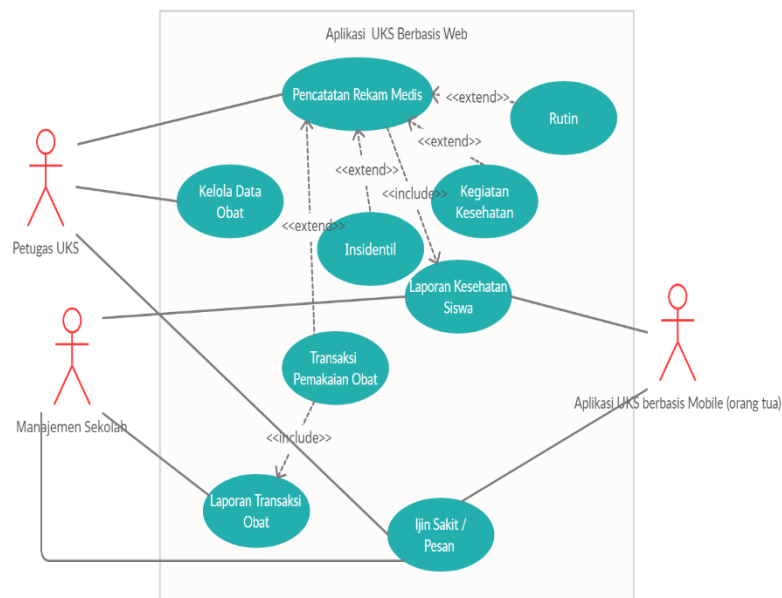 Aplikasi UKS Berbasis Web
Pencatatan Rekam Medis
<<extend>>
Rutin
<<extend>>
<<extend>>
<<include>>
Kegiatan
Kesehatan
Kelola Data
Obat
<<extend>>
Insidentil
Petugas UKS
Laporan Kesehatan
Siswa
Transaksi
Pemakaian Obat
Aplikasi UKS berbasis Mobile (orang tua)
Manajemen Sekolah
<<include>>
Laporan Transaksi
Obat
Ijin Sakit /
Pesan